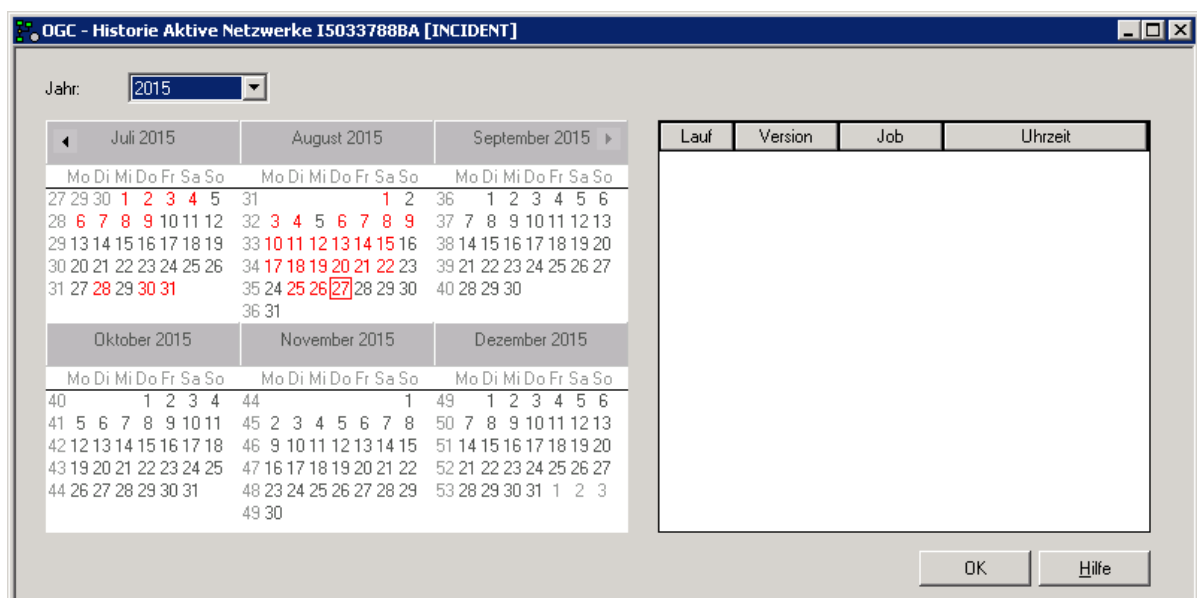 OGC - Historie Aktive Netzwerke I5033788BA [INCIDENT]
Jahr: 2015
Juli 2015 August 2015 September 2015
Lauf Version Job Uhrzeit
Mo Di Mi Do Fr Sa So Mo Di Mi Do Fr Sa So Mo Di Mi Do Fr Sa So
27 29 30 1 2 3 4 5 31 1 2 36 1 2 3 4 5 6
28 6 7 8 9 10 11 12 32 3 4 5 6 7 8 9 37 7 8 9 10 11 12 13
29 13 14 15 16 17 18 19 33 10 11 12 13 14 15 16 38 14 15 16 17 18 19 20
30 20 21 22 23 24 25 26 34 17 18 19 20 21 22 23 39 21 22 23 24 25 26 27
31 27 28 29 30 31 35 24 25 26 27 28 29 30 40 28 29 30
36 31
Oktober 2015 November 2015 Dezember 2015
Mo Di Mi Do Fr Sa So Mo Di Mi Do Fr Sa So Mo Di Mi Do Fr Sa So
40 1 2 3 4 44 1 49 1 2 3 4 5 6
41 5 6 7 8 9 10 11 45 2 3 4 5 6 7 8 50 7 8 9 10 11 12 13
42 12 13 14 15 16 17 18 46 9 10 11 12 13 14 15 51 14 15 16 17 18 19 20
43 19 20 21 22 23 24 25 47 16 17 18 19 20 21 22 52 21 22 23 24 25 26 27
44 26 27 28 29 30 31 48 23 24 25 26 27 28 29 53 28 29 30 31 1 2 3
49 30
OK Hilfe